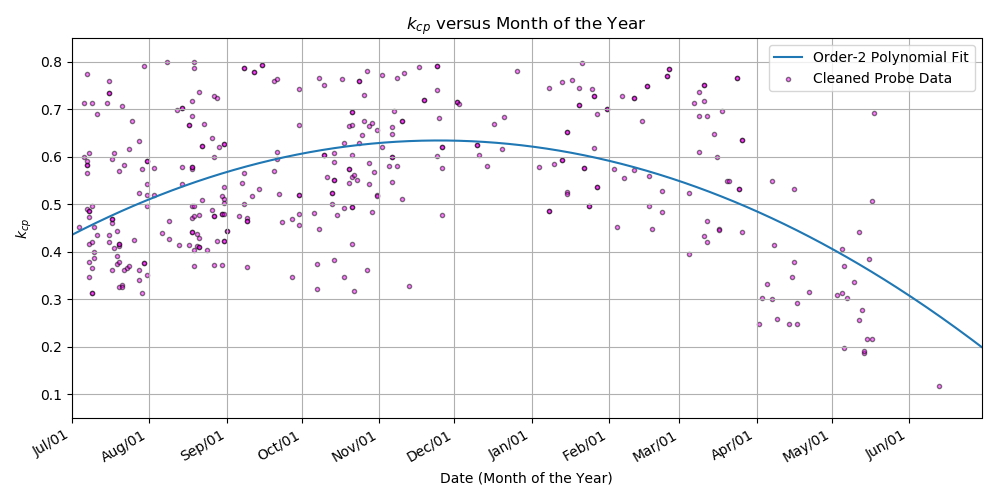 k_cp versus Month of the Year
Order-2 Polynomial Fit
Cleaned Probe Data
k_cp
0.8
0.7
0.6
0.5
0.4
0.3
0.2
0.1
Jul/01 Aug/01 Sep/01 Oct/01 Nov/01 Dec/01 Jan/01 Feb/01 Mar/01 Apr/01 May/01 Jun/01
Date (Month of the Year)